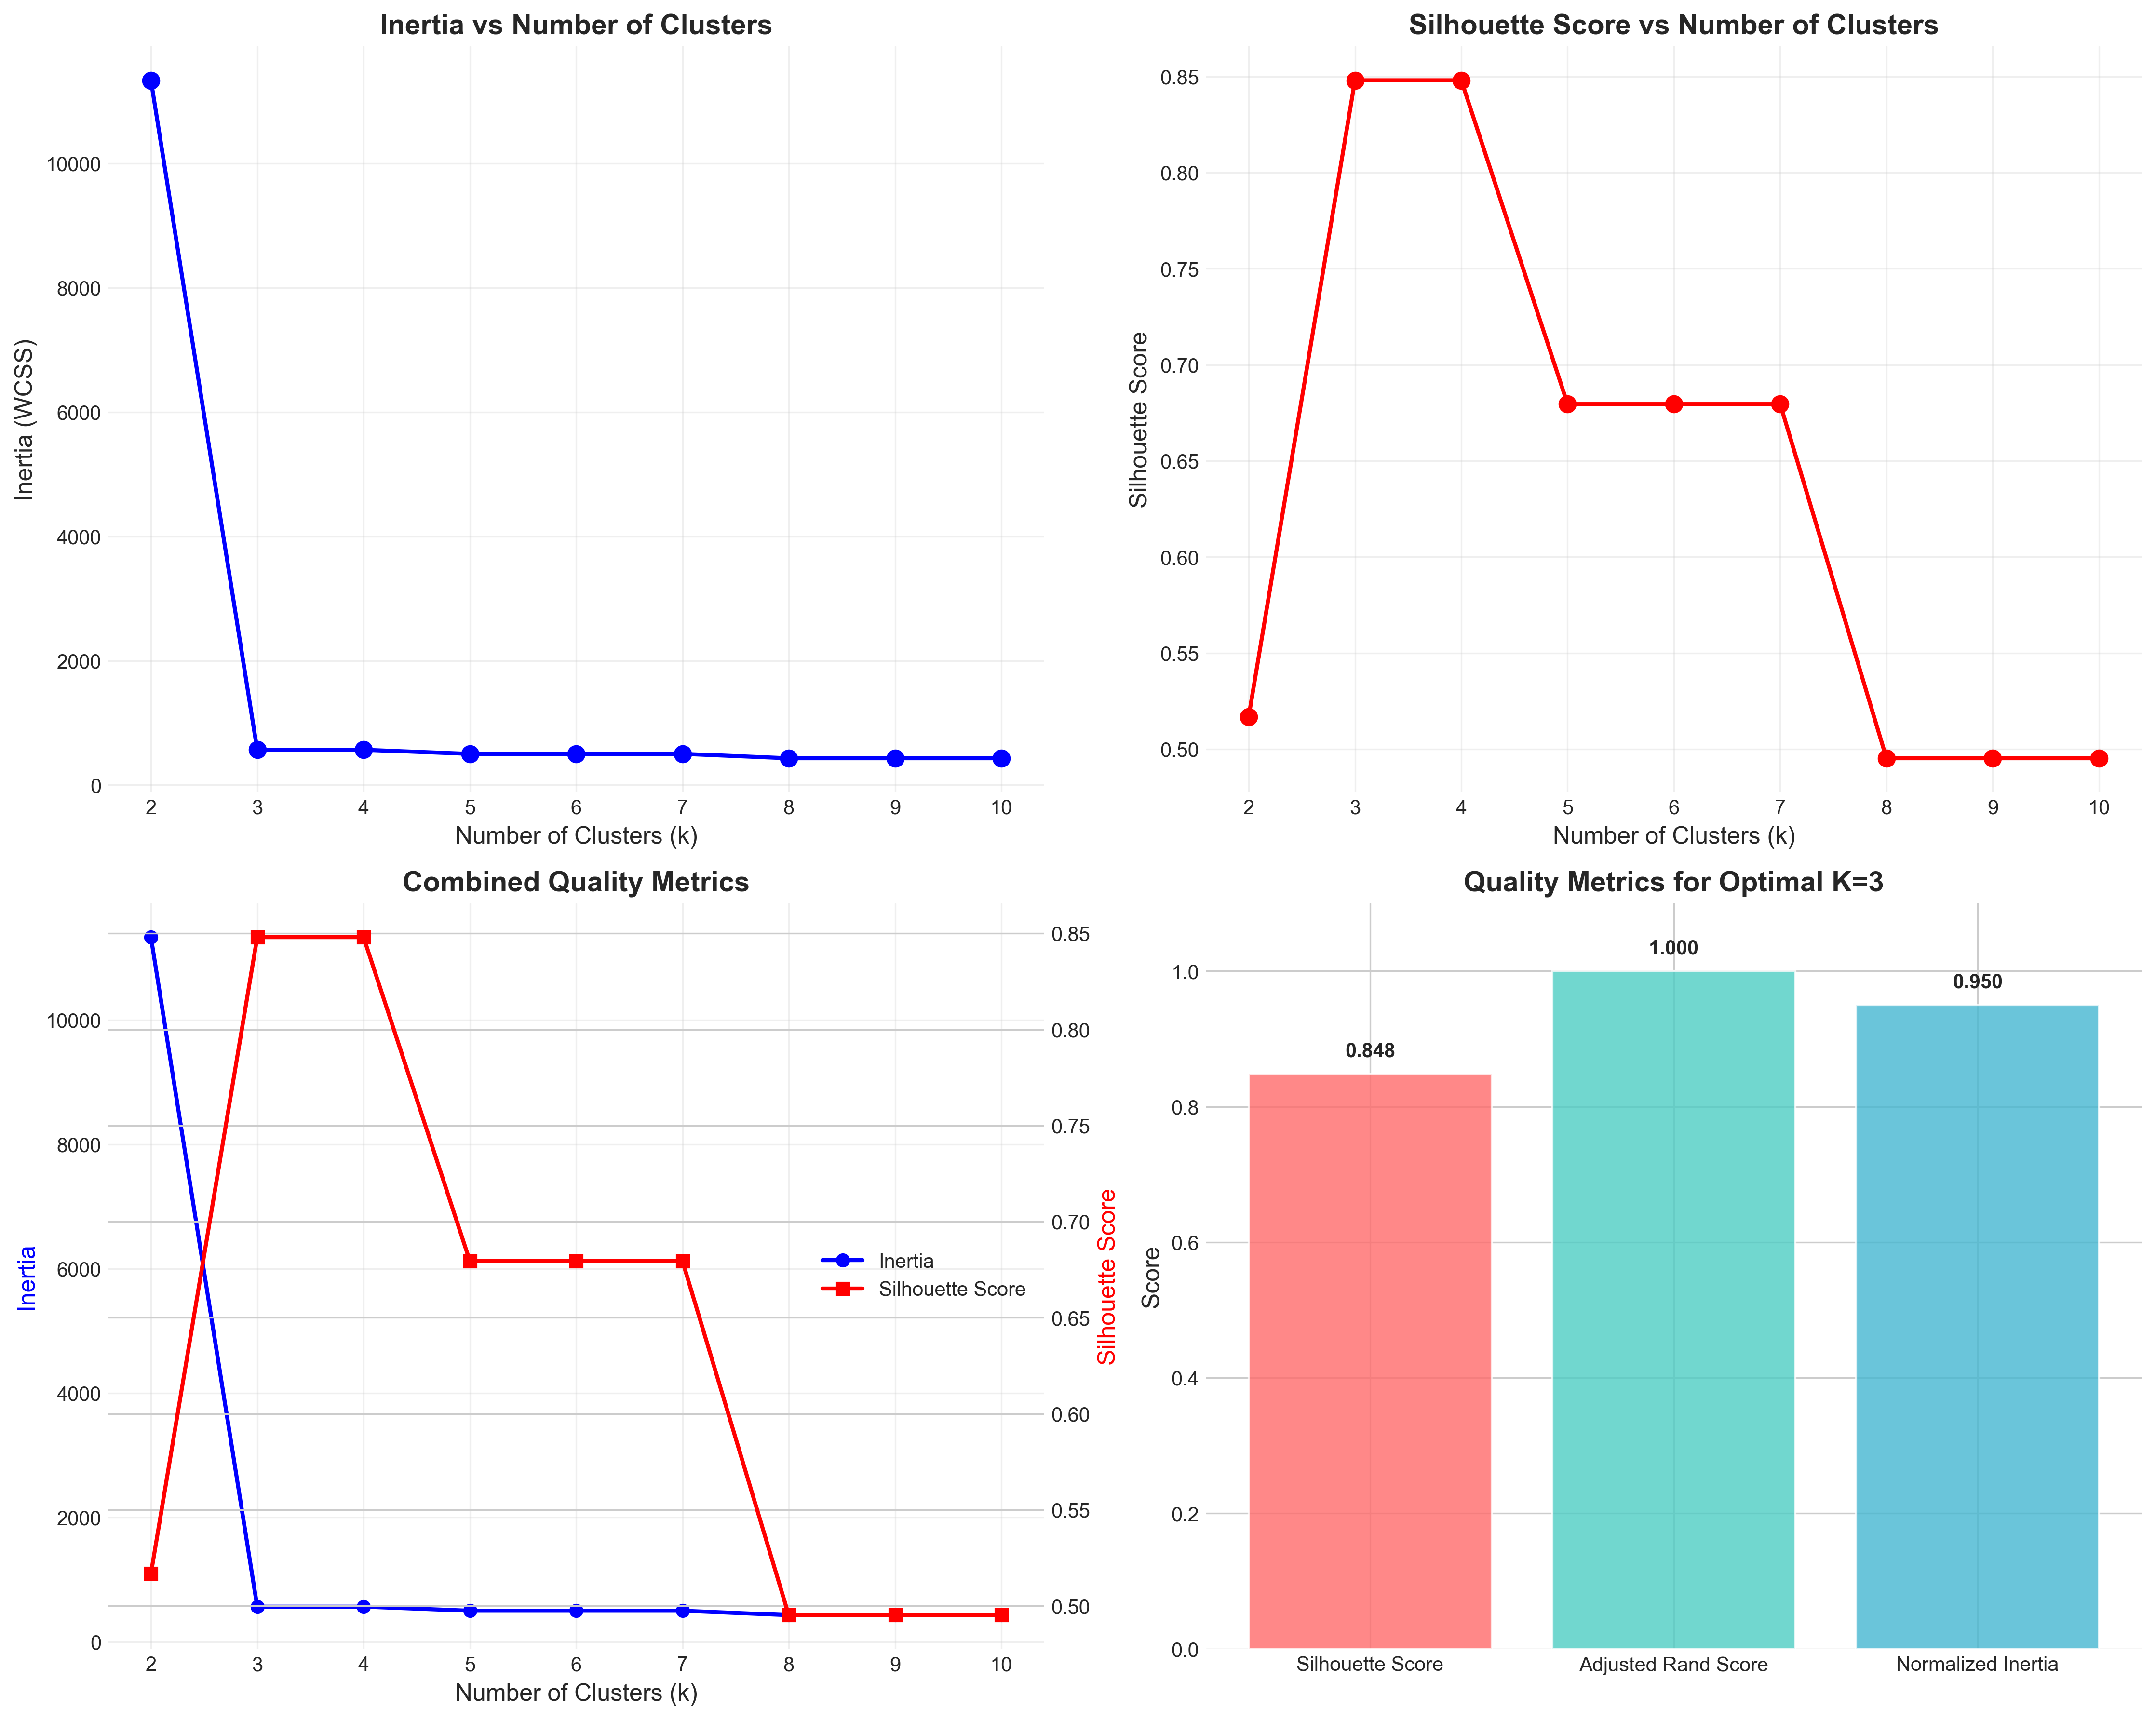 Inertia vs Number of Clusters
Inertia (WCSS)
10000
8000
6000
4000
2000
0
2 3 4 5 6 7 8 9 10
Number of Clusters (k)
Silhouette Score vs Number of Clusters
Silhouette Score
0.85
0.80
0.75
0.70
0.65
0.60
0.55
0.50
2 3 4 5 6 7 8 9 10
Number of Clusters (k)
Combined Quality Metrics
Inertia
10000
8000
6000
4000
2000
0
Inertia
Silhouette Score
0.85
0.80
0.75
0.70
0.65
0.60
0.55
0.50
Silhouette Score
2 3 4 5 6 7 8 9 10
Number of Clusters (k)
Quality Metrics for Optimal K=3
Score
1.0
0.8
0.6
0.4
0.2
0.0
0.848
1.000
0.950
Silhouette Score Adjusted Rand Score Normalized Inertia